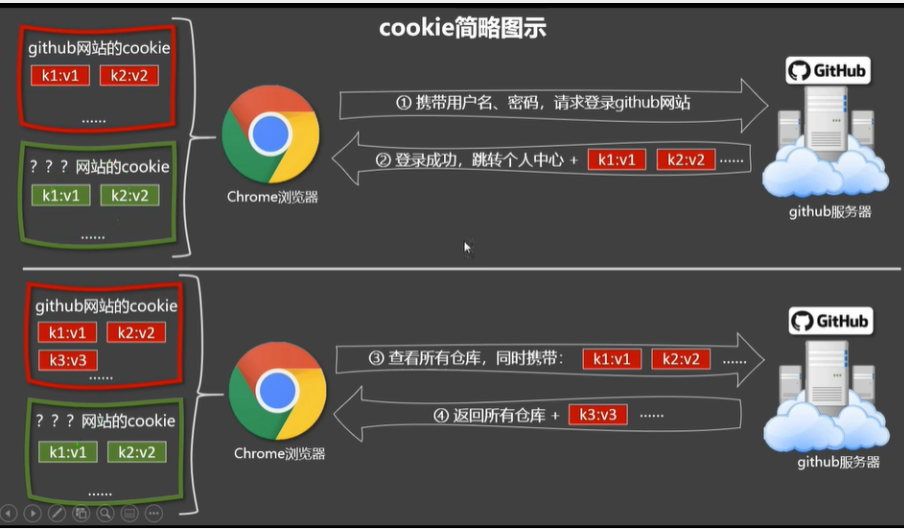 cookie简略图示
github网站的cookie
k1:v1 k2:v2
......
？？？网站的cookie
k1:v1 k2:v2
......
Chrome浏览器
① 携带用户名、密码，请求登录github网站
② 登录成功，跳转个人中心 + k1:v1 k2:v2 ......
GitHub
github服务器
github网站的cookie
k1:v1 k2:v2
k3:v3
......
？？？网站的cookie
k1:v1 k2:v2
......
Chrome浏览器
③ 查看所有仓库，同时携带： k1:v1 k2:v2 ......
④ 返回所有仓库 + k3:v3 ......
GitHub
github服务器